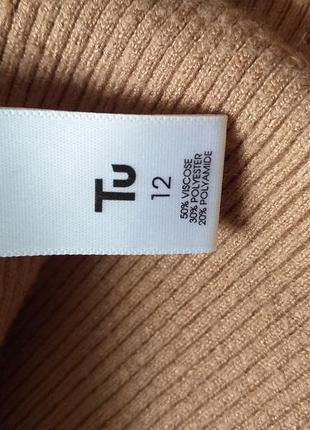 Tu
12
50% VISCOSE
30% POLYESTER
20% POLYAMIDE